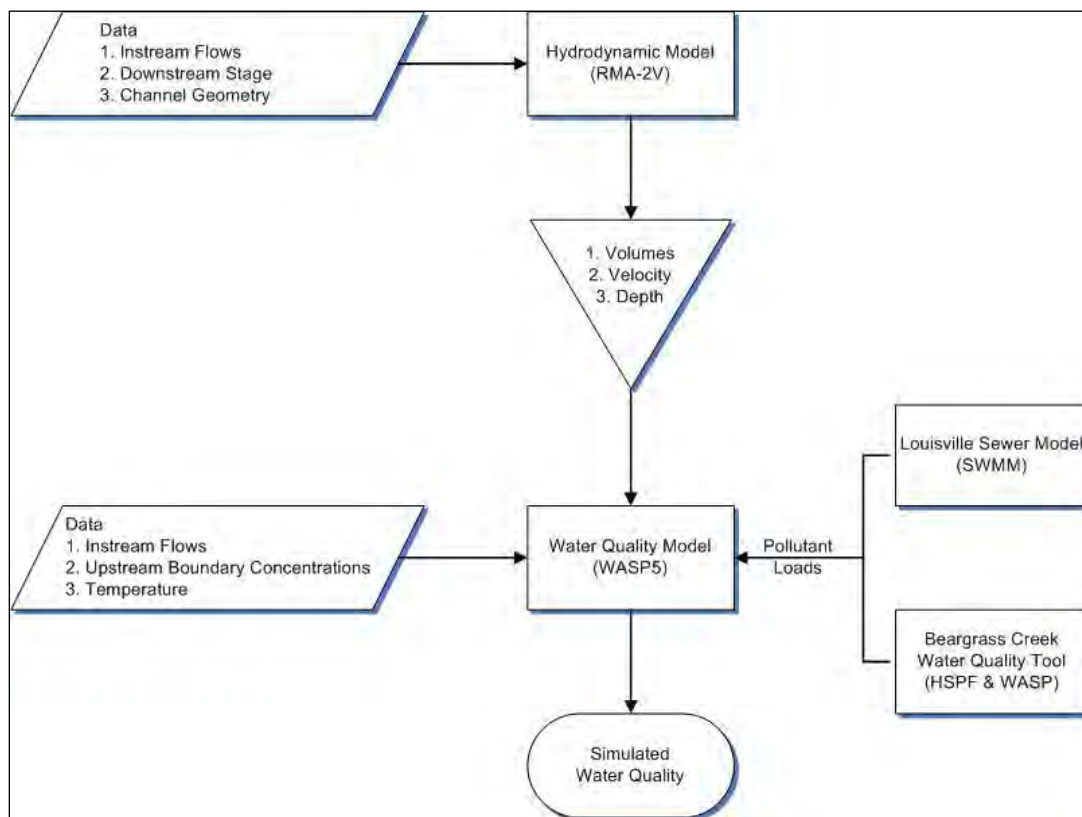 Data
1. Instream Flows
2. Downstream Stage
3. Channel Geometry
Hydrodynamic Model
(RMA-2V)
1. Volumes
2. Velocity
3. Depth
Louisville Sewer Model
(SWMM)
Data
1. Instream Flows
2. Upstream Boundary Concentrations
3. Temperature
Water Quality Model
(WASP5)
Pollutant
Loads
Beargrass Creek
Water Quality Tool
(HSPF & WASP)
Simulated
Water Quality